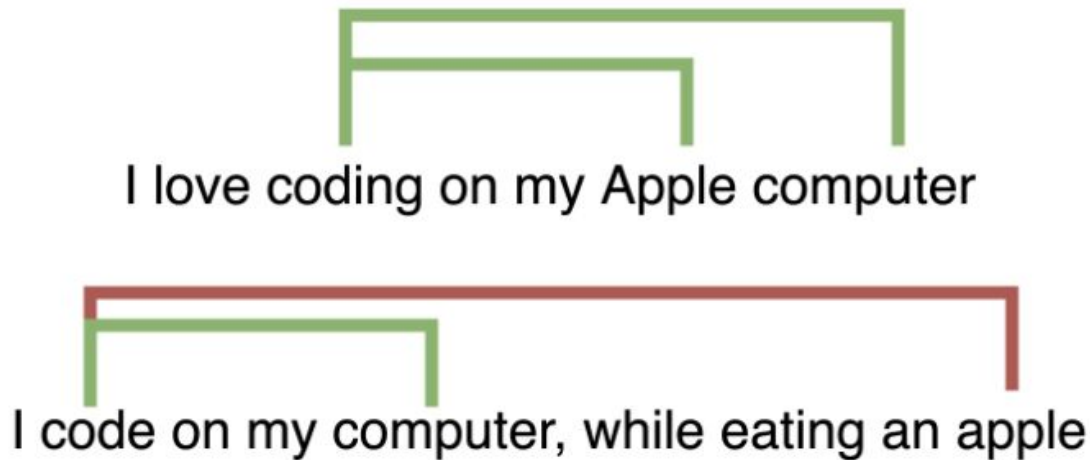 I love coding on my Apple computer
I code on my computer, while eating an apple